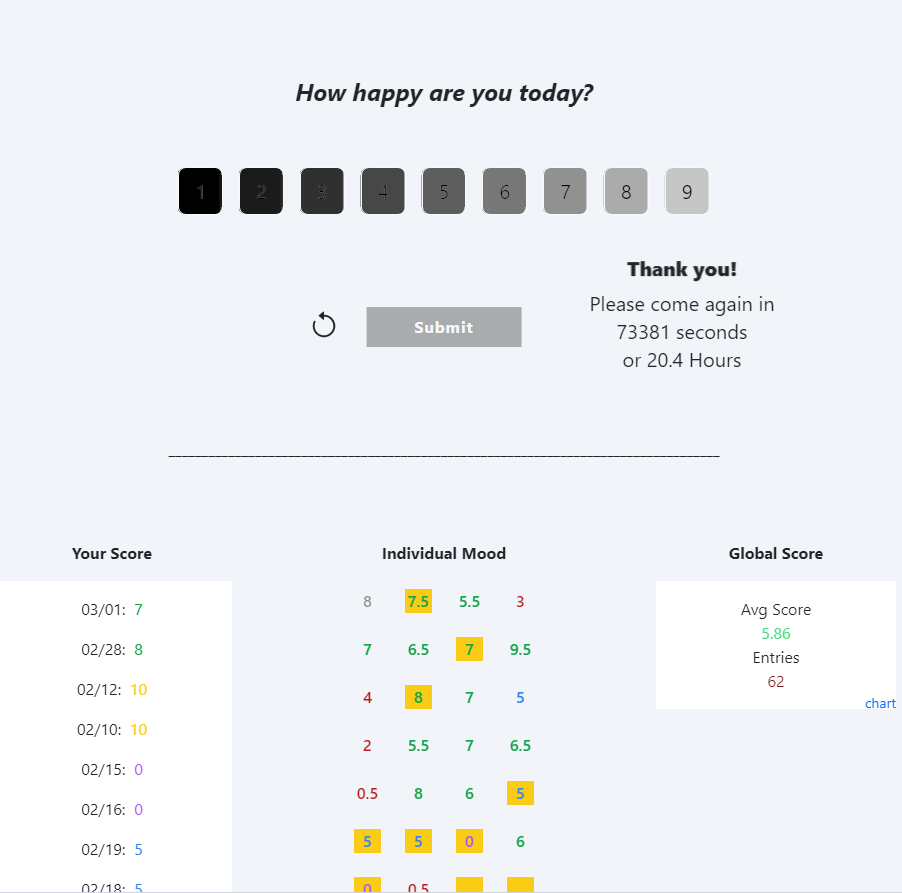 How happy are you today?
1 2 3 4 5 6 7 8 9
Thank you!
Please come again in
73381 seconds
or 20.4 Hours
Submit
Your Score
03/01: 7
02/28: 8
02/12: 10
02/10: 10
02/15: 0
02/16: 0
02/19: 5
02/18: 5
Individual Mood
8 7.5 5.5 3
7 6.5 7 9.5
4 8 7 5
2 5.5 7 6.5
0.5 8 6 5
5 5 0 6
0 0.5
Global Score
Avg Score
5.86
Entries
62
chart